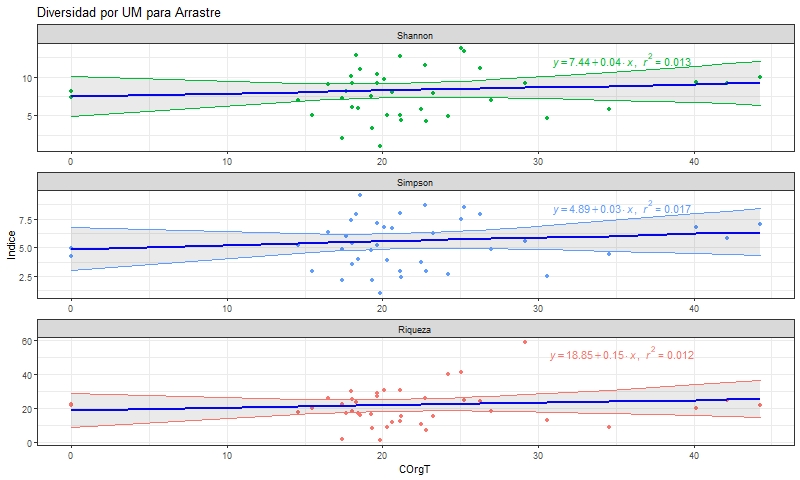 Diversidad por UM para Arrastre
Shannon
y = 7.44 + 0.04 · x, r² = 0.013
10
5
0 10 20 30 40
Simpson
y = 4.89 + 0.03 · x, r² = 0.017
7.5
5.0
2.5
Indice
0 10 20 30 40
Riqueza
y = 18.85 + 0.15 · x, r² = 0.012
60
40
20
0
0 10 20 30 40
COrgT